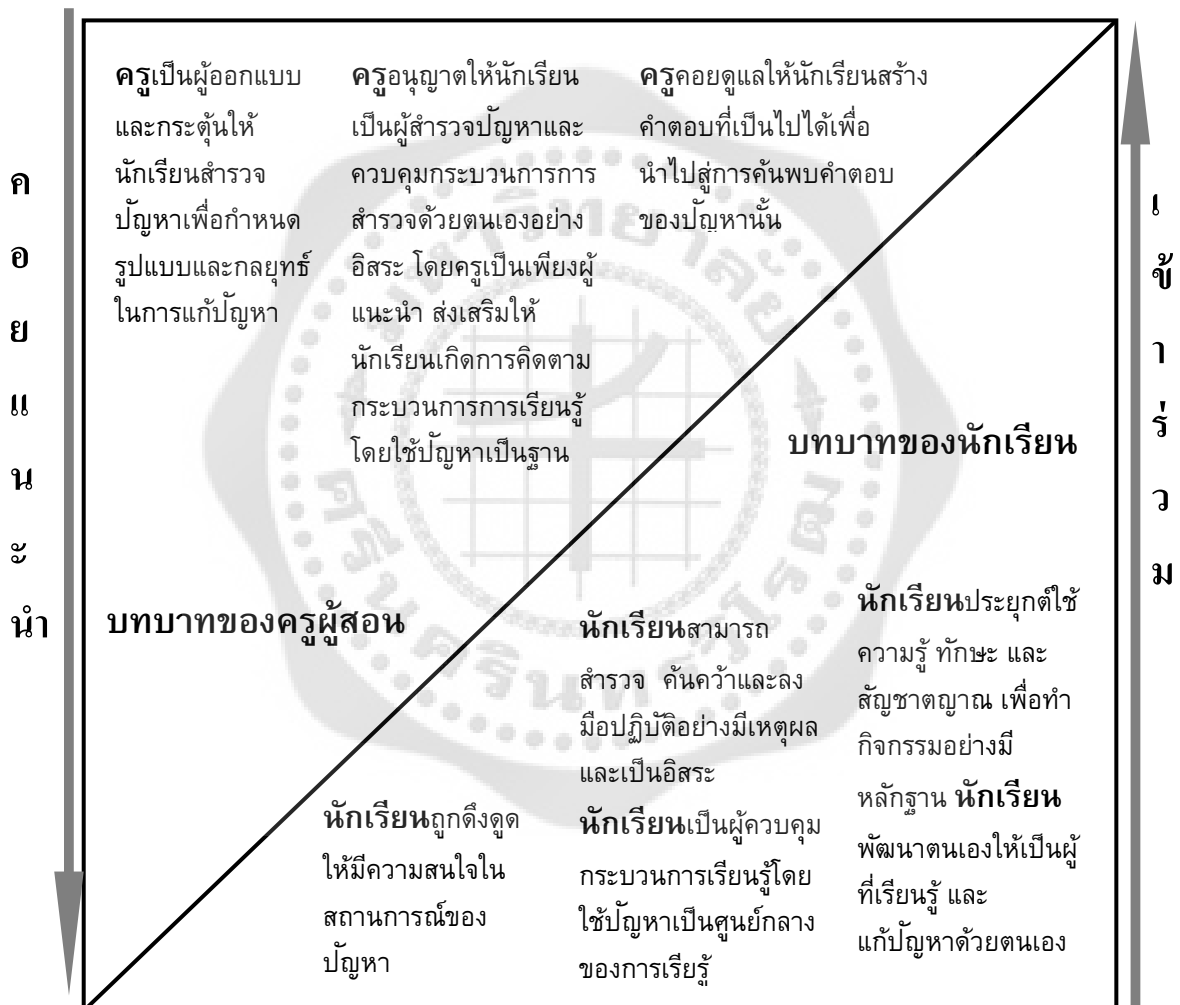 ครูเป็นผู้ออกแบบ
และกระตุ้นให้
นักเรียนสำรวจ
ปัญหาเพื่อกำหนด
รูปแบบและกลยุทธ์
ในการแก้ปัญหา
ครูอนุญาตให้นักเรียน
เป็นผู้สำรวจปัญหาและ
ควบคุมกระบวนการการ
สำรวจด้วยตนเองอย่าง
อิสระ โดยครูเป็นเพียงผู้
แนะนำ ส่งเสริมให้
นักเรียนเกิดการคิดตาม
กระบวนการการเรียนรู้
โดยใช้ปัญหาเป็นฐาน
ครูคอยดูแลให้นักเรียนสร้าง
คำตอบที่เป็นไปได้เพื่อ
นำไปสู่การค้นพบคำตอบ
ของปัญหานั้น
คอยแนะนำ
เข้าร่วม
บทบาทของนักเรียน
บทบาทของครูผู้สอน
นักเรียนถูกดึงดูด
ให้มีความสนใจใน
สถานการณ์ของ
ปัญหา
นักเรียนสามารถ
สำรวจ ค้นคว้าและลง
มือปฏิบัติอย่างมีเหตุผล
และเป็นอิสระ
นักเรียนเป็นผู้ควบคุม
กระบวนการเรียนรู้โดย
ใช้ปัญหาเป็นศูนย์กลาง
ของการเรียรู้
นักเรียนประยุกต์ใช้
ความรู้ ทักษะ และ
สัญชาตญาณ เพื่อทำ
กิจกรรมอย่างมี
หลักฐาน นักเรียน
พัฒนาตนเองให้เป็นผู้
ที่เรียนรู้ และ
แก้ปัญหาด้วยตนเอง
มหาวิทยาลัย
ศรีนครินทรวิโรฒ